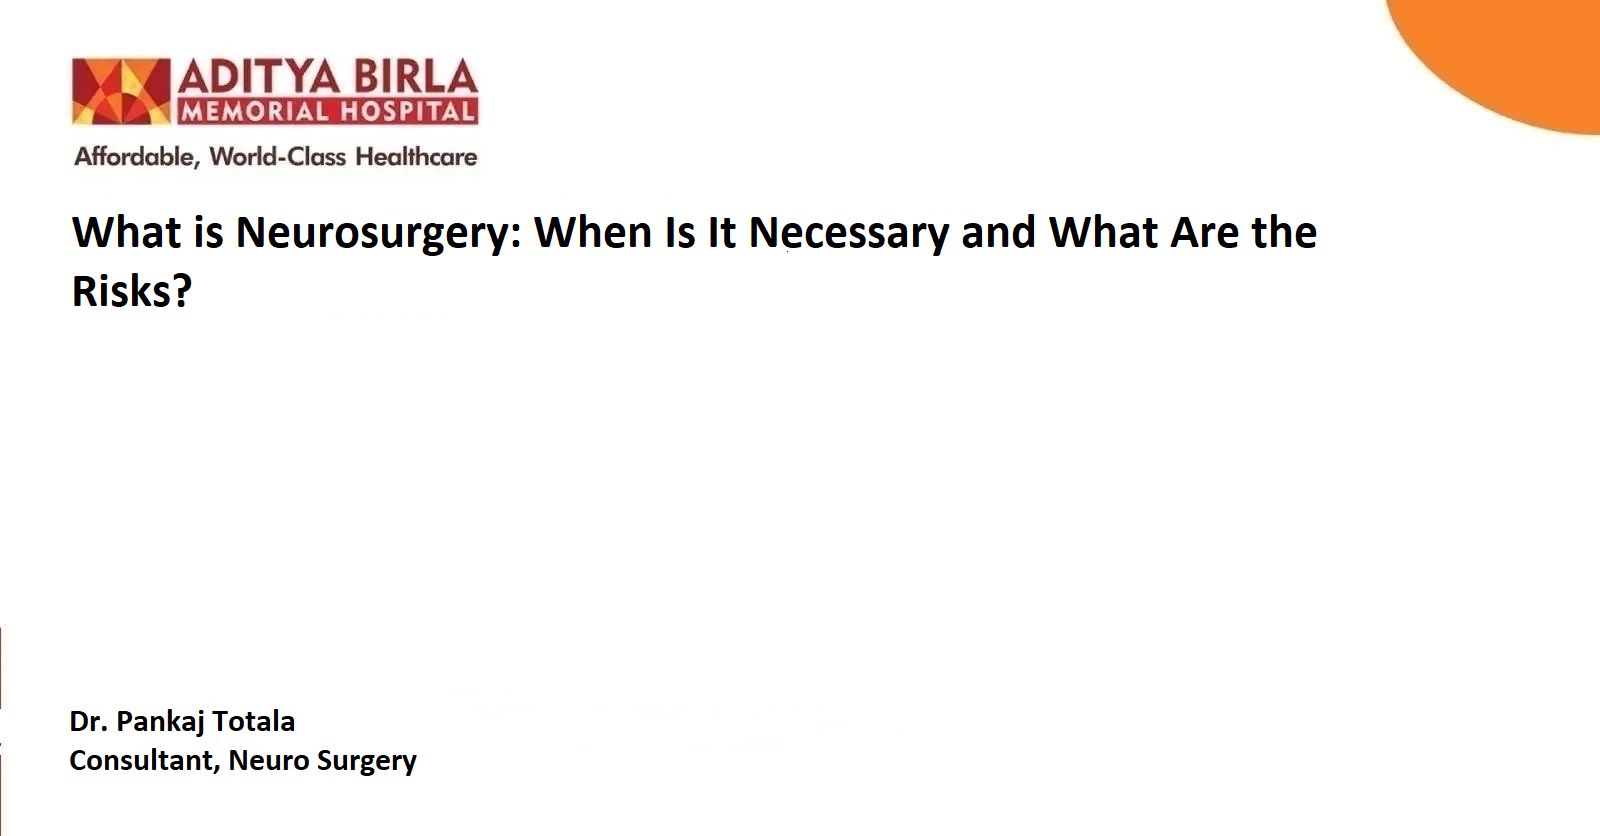 ADITYA BIRLA
MEMORIAL HOSPITAL
Affordable, World-Class Healthcare
What is Neurosurgery: When Is It Necessary and What Are the
Risks?
Dr. Pankaj Totala
Consultant, Neuro Surgery